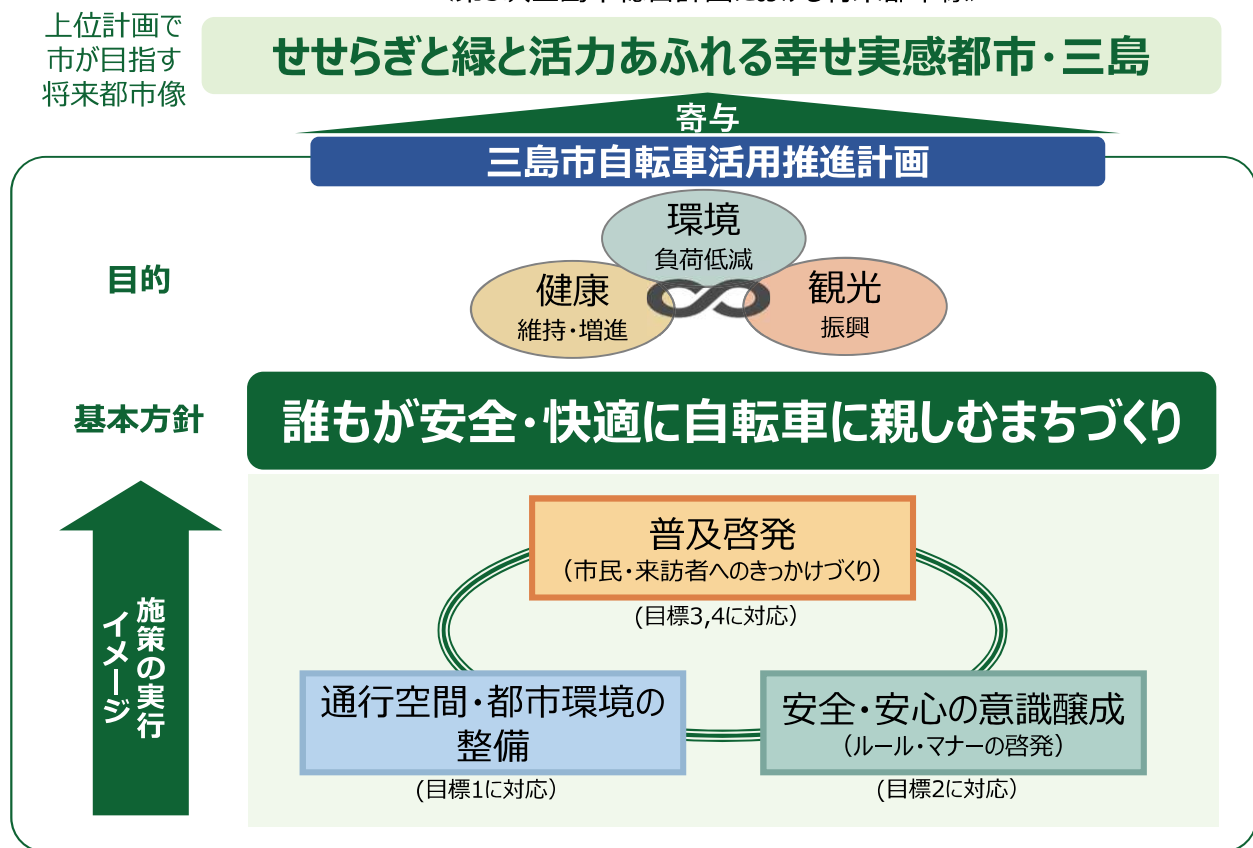 上位計画で
市が目指す
将来都市像
せせらぎと緑と活力あふれる幸せ実感都市・三島
寄与
三島市自転車活用推進計画
目的
環境
負荷低減
健康
維持・増進
観光
振興
基本方針
誰もが安全・快適に自転車に親しむまちづくり
施策の実行
イメージ
普及啓発
（市民・来訪者へのきっかけづくり）
(目標3,4に対応）
通行空間・都市環境の
整備
(目標1に対応）
安全・安心の意識醸成
（ルール・マナーの啓発）
(目標2に対応）